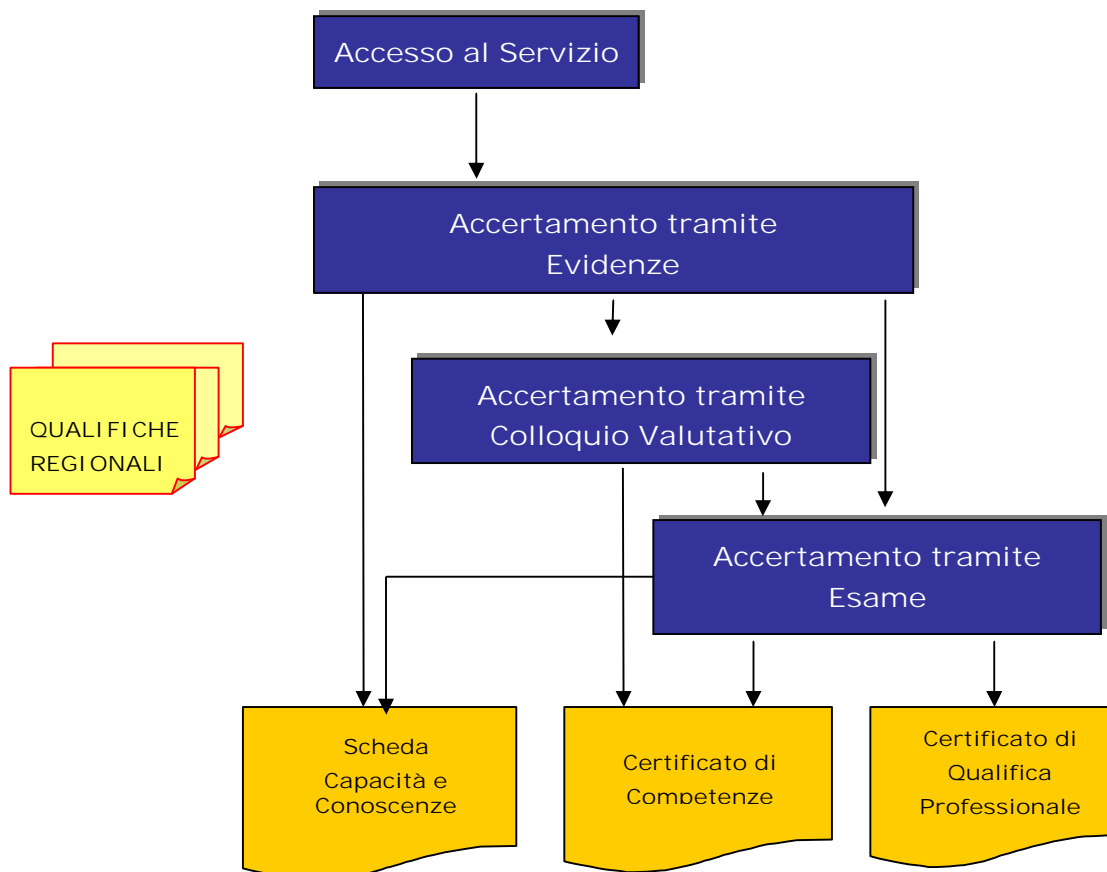 Accesso al Servizio
Accertamento tramite
Evidenze
Accertamento tramite
Colloquio Valutativo
QUALIFICHE
REGIONALI
Accertamento tramite
Esame
Scheda
Capacità e
Conoscenze
Certificato di
Competenze
Certificato di
Qualifica
Professionale